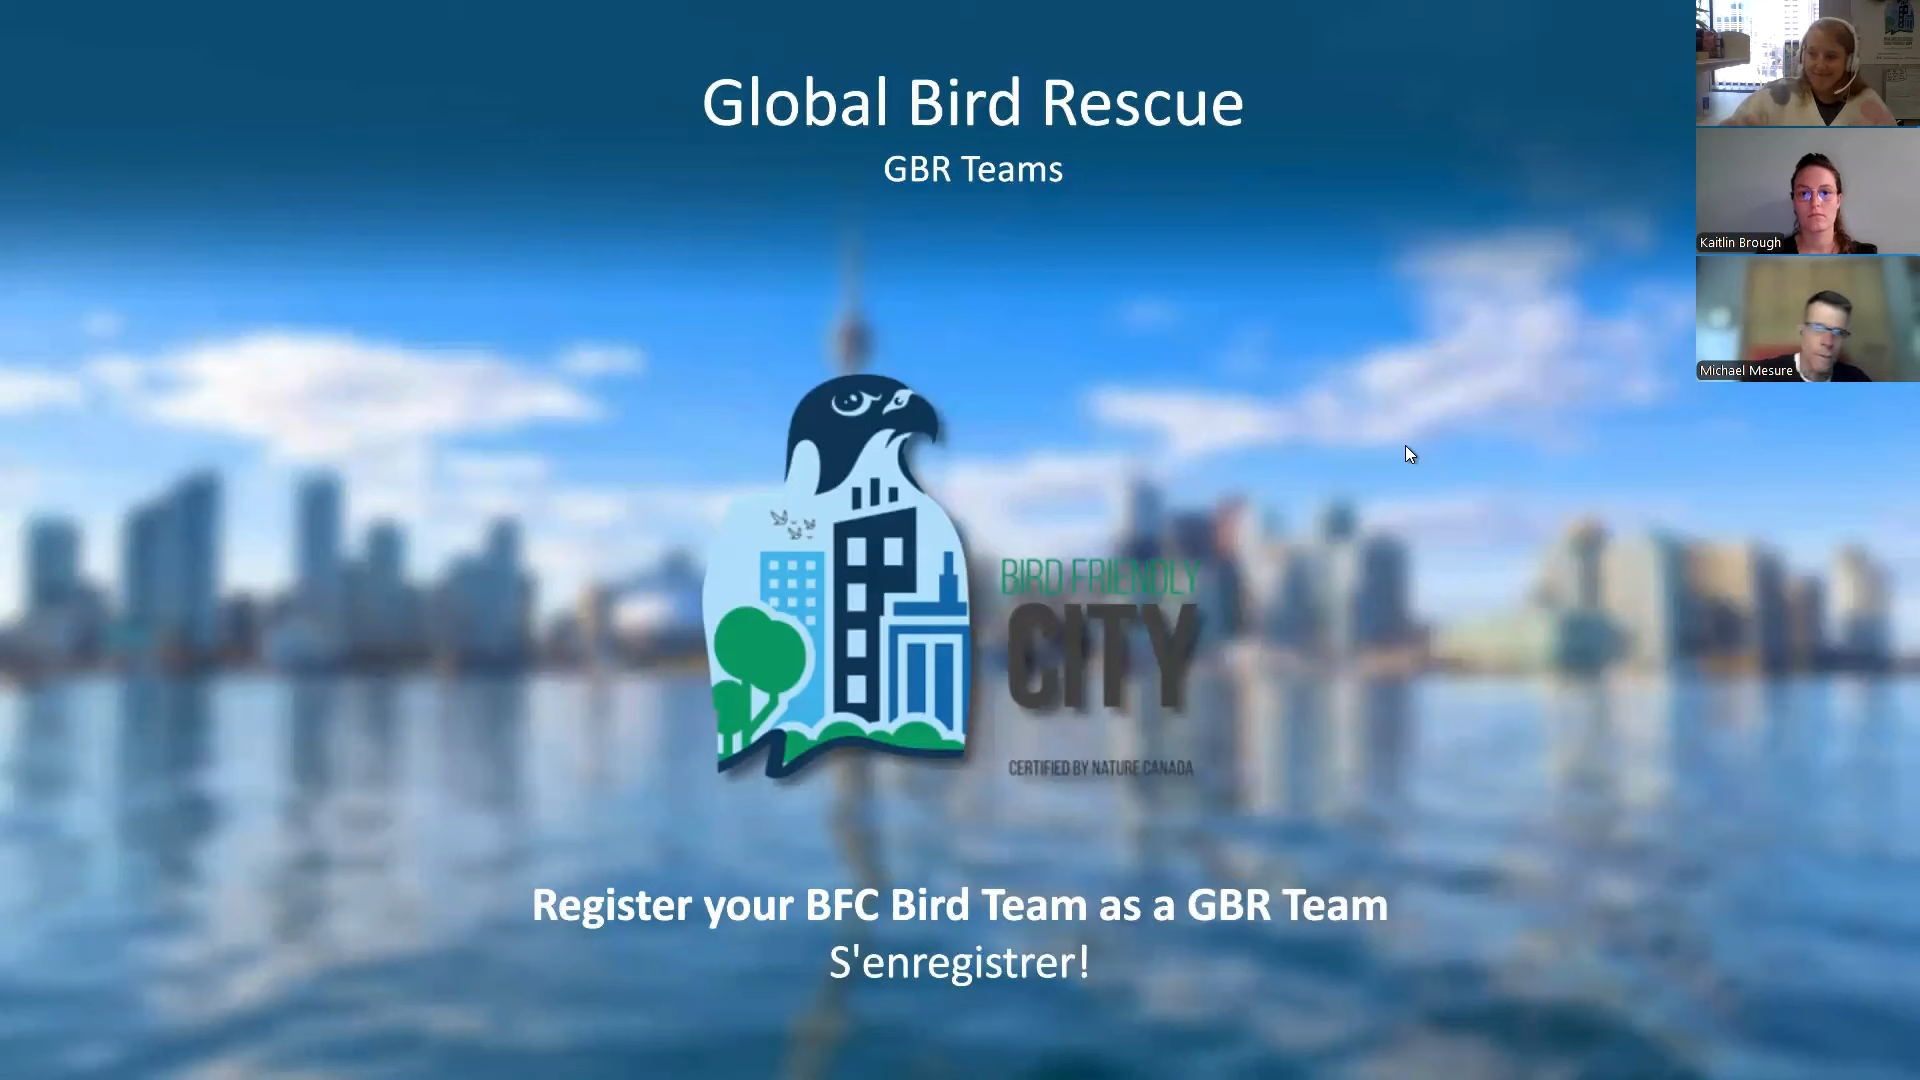 Global Bird Rescue
GBR Teams
Kaitlin Brough
Michael Mesure
BIRD FRIENDLY
CITY
CERTIFIED BY NATURE CANADA
Register your BFC Bird Team as a GBR Team
S'enregistrer!